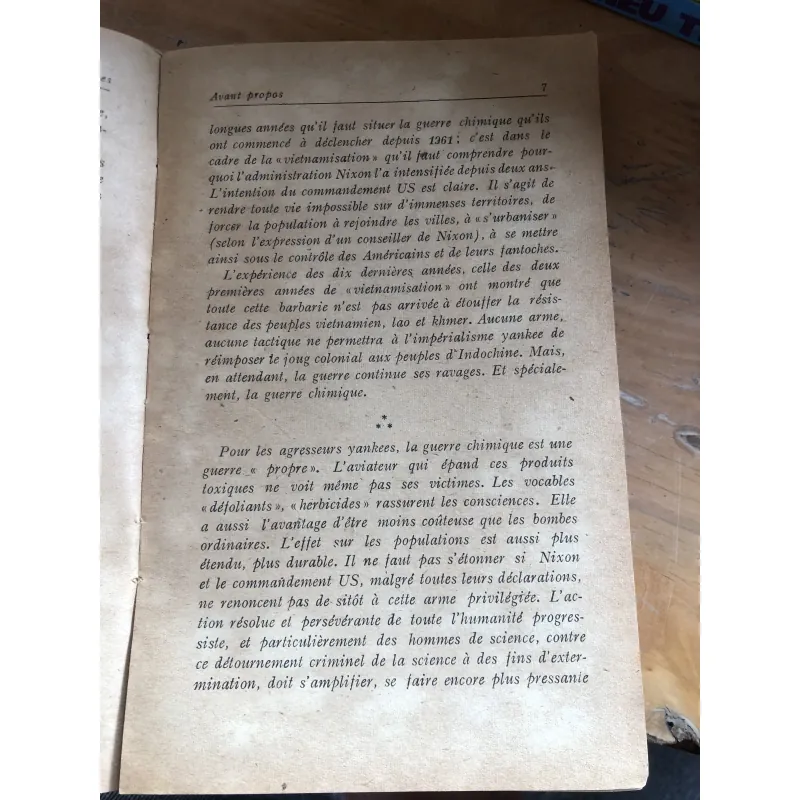 IỀU T
Avant propos 7
longues années qu'il faut situer la guerre chimique qu'ils
ont commencé à déclencher depuis 1961 ; c'est dans le
cadre de la « vietnamisation » qu'il faut comprendre pour-
quoi l'administration Nixon l'a intensifiée depuis deux ans.
L'intention du commandement US est claire. Il s'agit de
rendre toute vie impossible sur d'immenses territoires, de
forcer la population à rejoindre les villes, à « s'urbaniser »
(selon l'expression d'un conseiller de Nixon), à se mettre
ainsi sous le contrôle des Américains et de leurs fantoches.
L'expérience des dix dernières années, celle des deux
premières années de « vietnamisation » ont montré que
toute cette barbarie n'est pas arrivée à étouffer la résis-
tance des peuples vietnamien, lao et khmer. Aucune arme,
aucune tactique ne permettra à l'impérialisme yankee de
réimposer le joug colonial aux peuples d'Indochine. Mais,
en attendant, la guerre continue ses ravages. Et spéciale-
ment, la guerre chimique.
*
* *
Pour les agresseurs yankees, la guerre chimique est une
guerre « propre ». L'aviateur qui épand ces produits
toxiques ne voit même pas ses victimes. Les vocables
« défoliants », « herbicides » rassurent les consciences. Elle
a aussi l'avantage d'être moins coûteuse que les bombes
ordinaires. L'effet sur les populations est aussi plus
étendu, plus durable. Il ne faut pas s'étonner si Nixon
et le commandement US, malgré toutes leurs déclarations,
ne renoncent pas de sitôt à cette arme privilégiée. L'ac-
tion résolue et persévérante de toute l'humanité progres-
siste, et particulièrement des hommes de science, contre
ce détournement criminel de la science à des fins d'exter-
mination, doit s'amplifier, se faire encore plus pressante